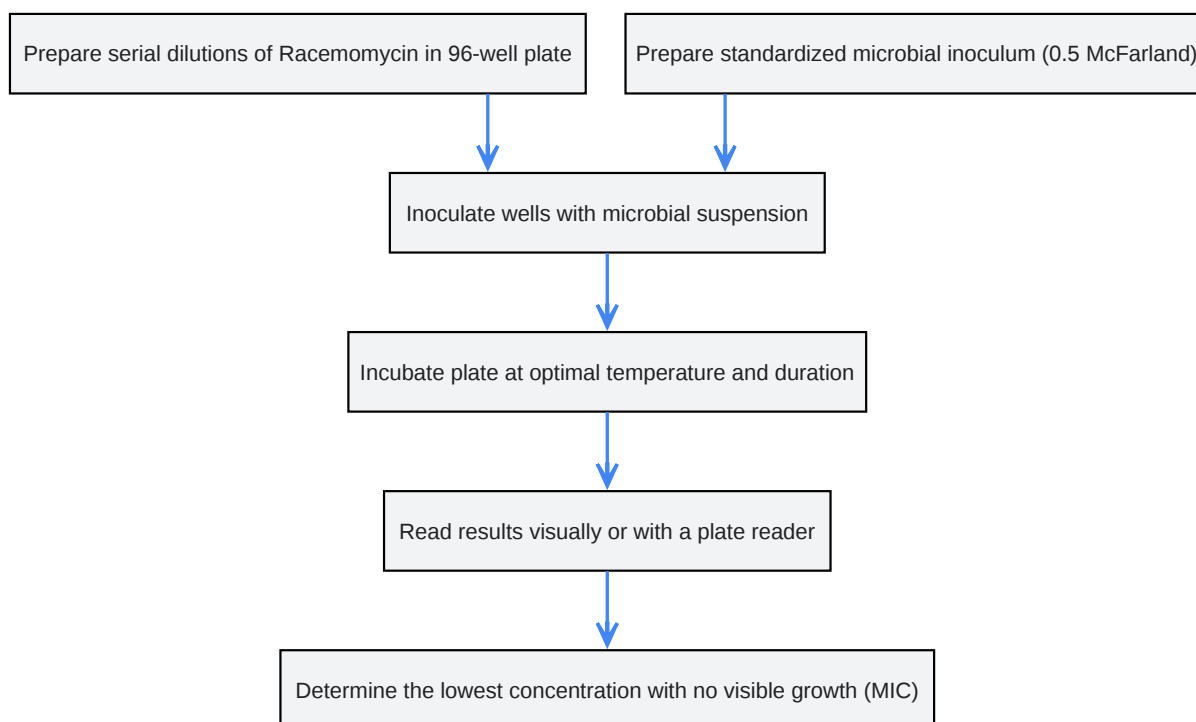 Prepare serial dilutions of Racemomycin in 96-well plate
Prepare standardized microbial inoculum (0.5 McFarland)
Inoculate wells with microbial suspension
Incubate plate at optimal temperature and duration
Read results visually or with a plate reader
Determine the lowest concentration with no visible growth (MIC)